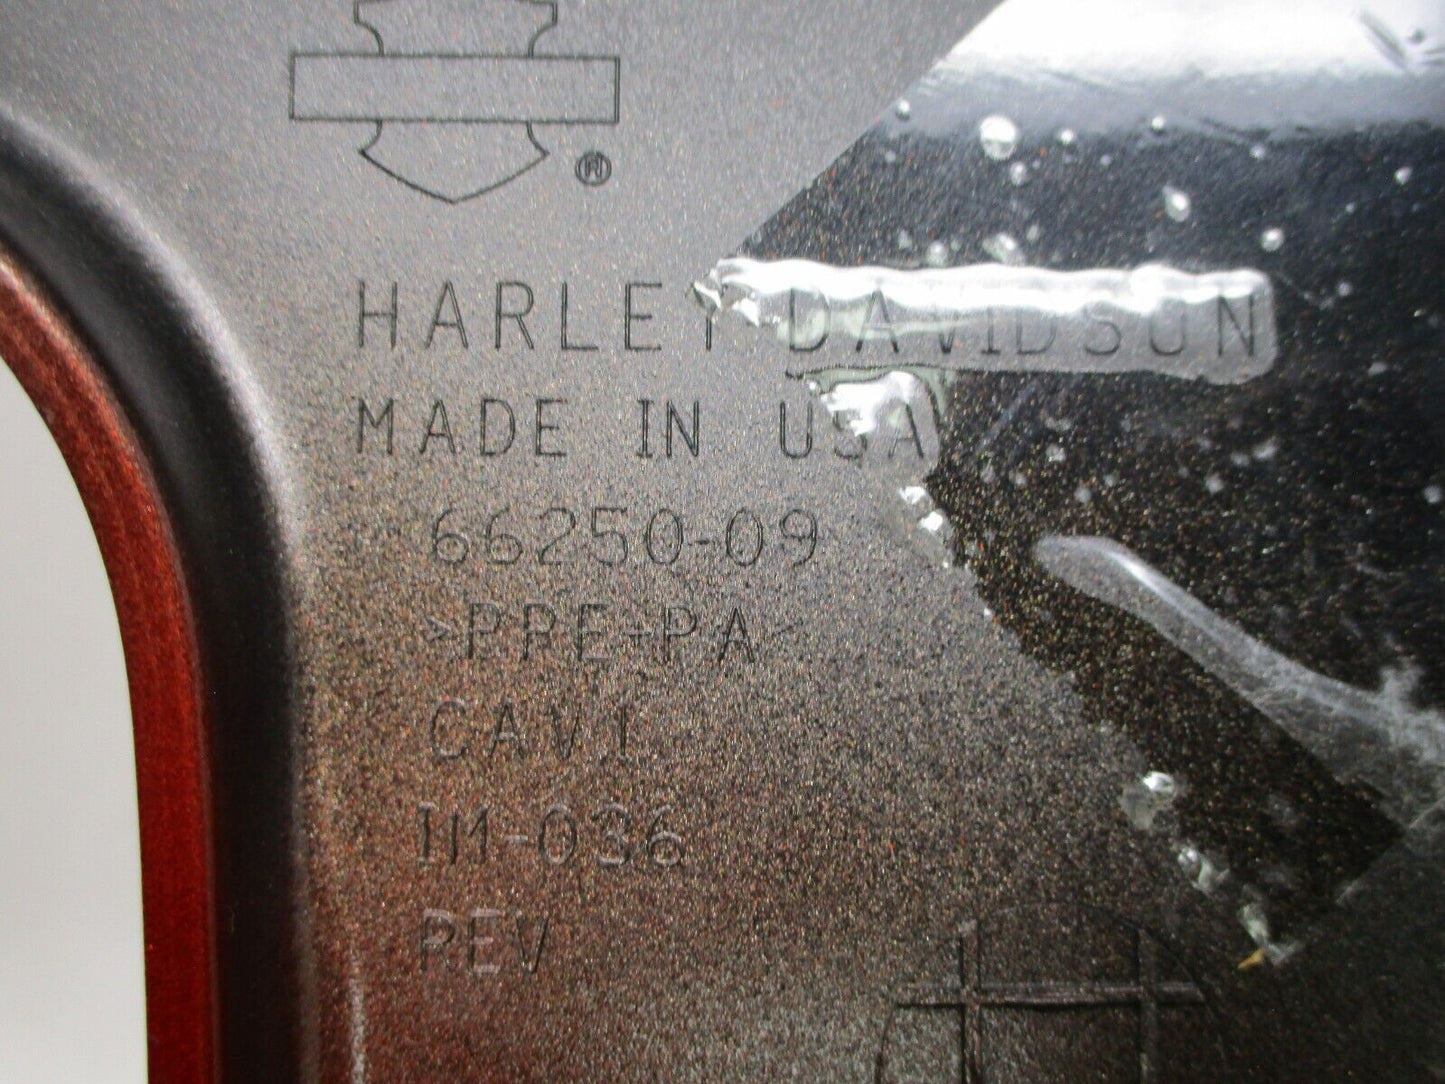 ®
HARLEY DAVIDSON
MADE IN USA
66250-09
>PPE-PA<
CAV1
IM-036
REV